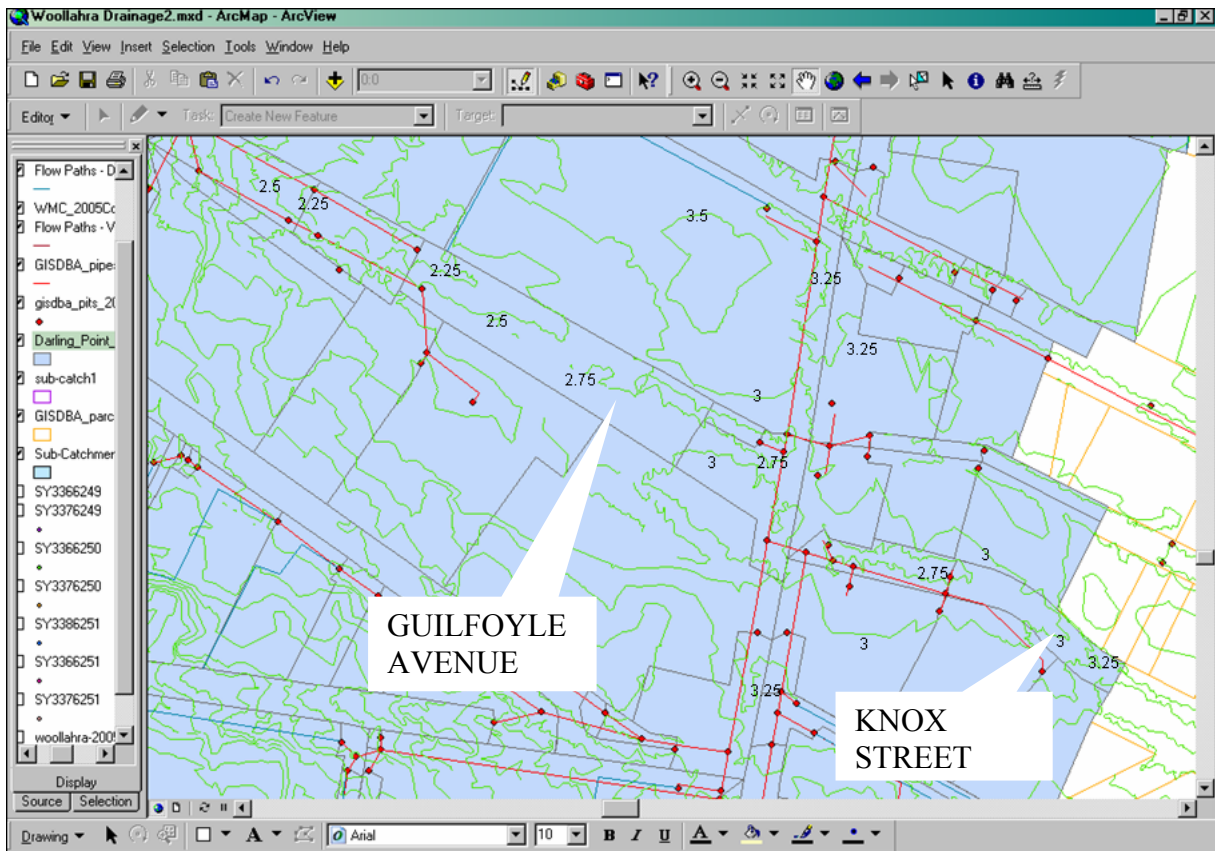 Woollahra Drainage2.mxd - ArcMap - ArcView
File Edit View Insert Selection Tools Window Help
0:0
Editor Task: Create New Feature Target:
Flow Paths - D
WMC_2005Co
Flow Paths - V
GISDBA_pipe
gisdba_pits_20
Darling_Point_
sub-catch1
GISDBA_parc
Sub-Catchmer
SY3366249
SY3376249
SY3366250
SY3376250
SY3386251
SY3366251
SY3376251
woollahra-2005
Display
Source Selection
2.5
2.25
3.5
2.25
3.25
2.5
3.25
2.75
3
3
2.75
3
2.75
3
3
3.25
3.25
GUILFOYLE
AVENUE
KNOX
STREET
Drawing A Arial 10 B I U A